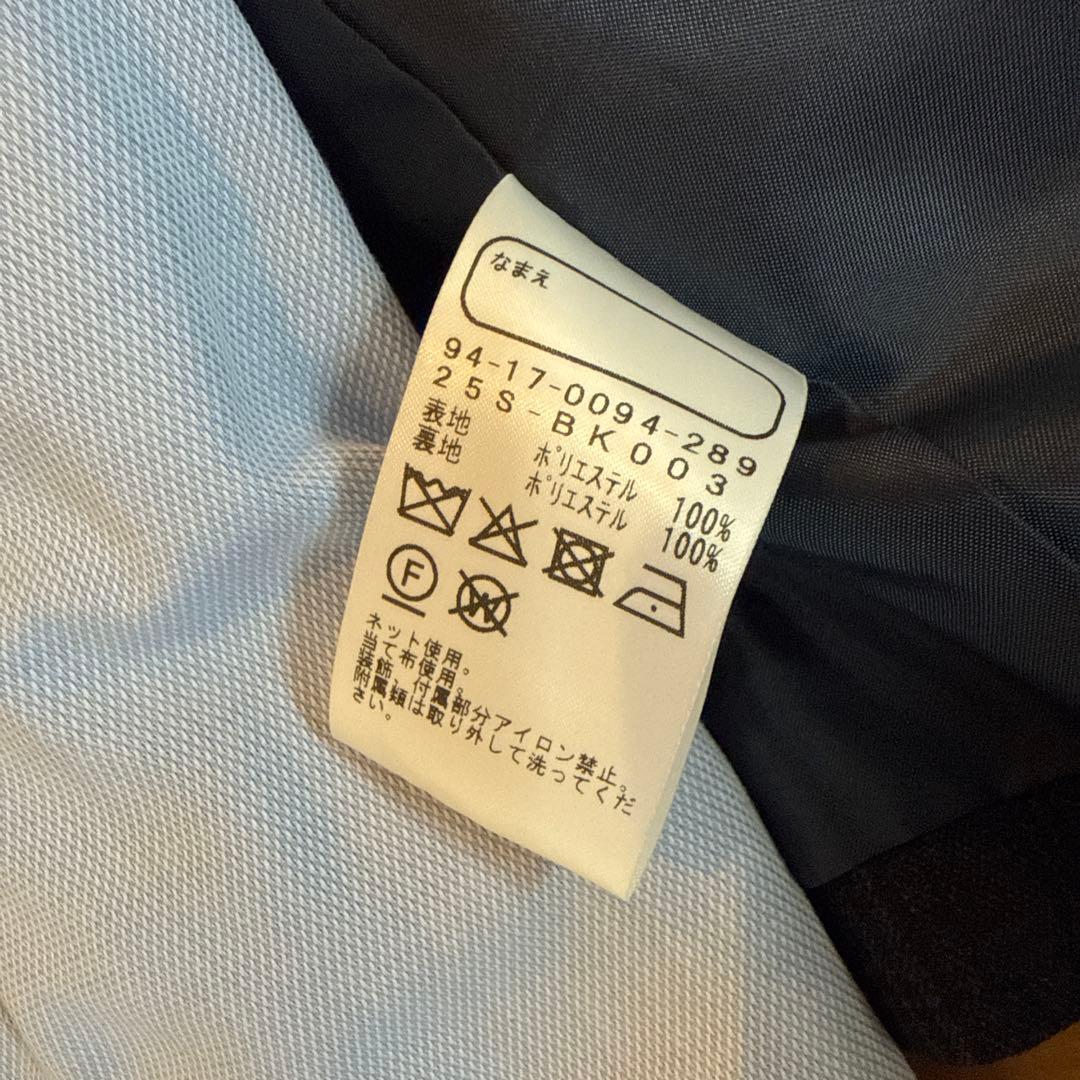 なまえ
94-17-0094-289
25S-BK003
表地 ポリエステル 100%
裏地 ポリエステル 100%
F W
ネット使用。
当て布使用。
装飾・付属部分アイロン禁止。
附属類は取り外して洗ってくだ
さい。